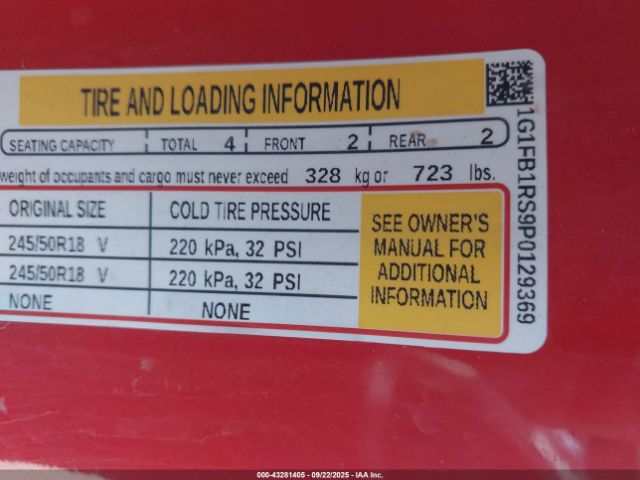 TIRE AND LOADING INFORMATION
SEATING CAPACITY TOTAL 4 FRONT 2 REAR 2
weight of occupants and cargo must never exceed 328 kg or 723 lbs.
ORIGINAL SIZE COLD TIRE PRESSURE
245/50R18 V 220 kPa, 32 PSI
245/50R18 V 220 kPa, 32 PSI
NONE NONE
SEE OWNER'S
MANUAL FOR
ADDITIONAL
INFORMATION
1G1FB1RS9P0129369
000-43281405 - 09/22/2025 - IAA Inc.